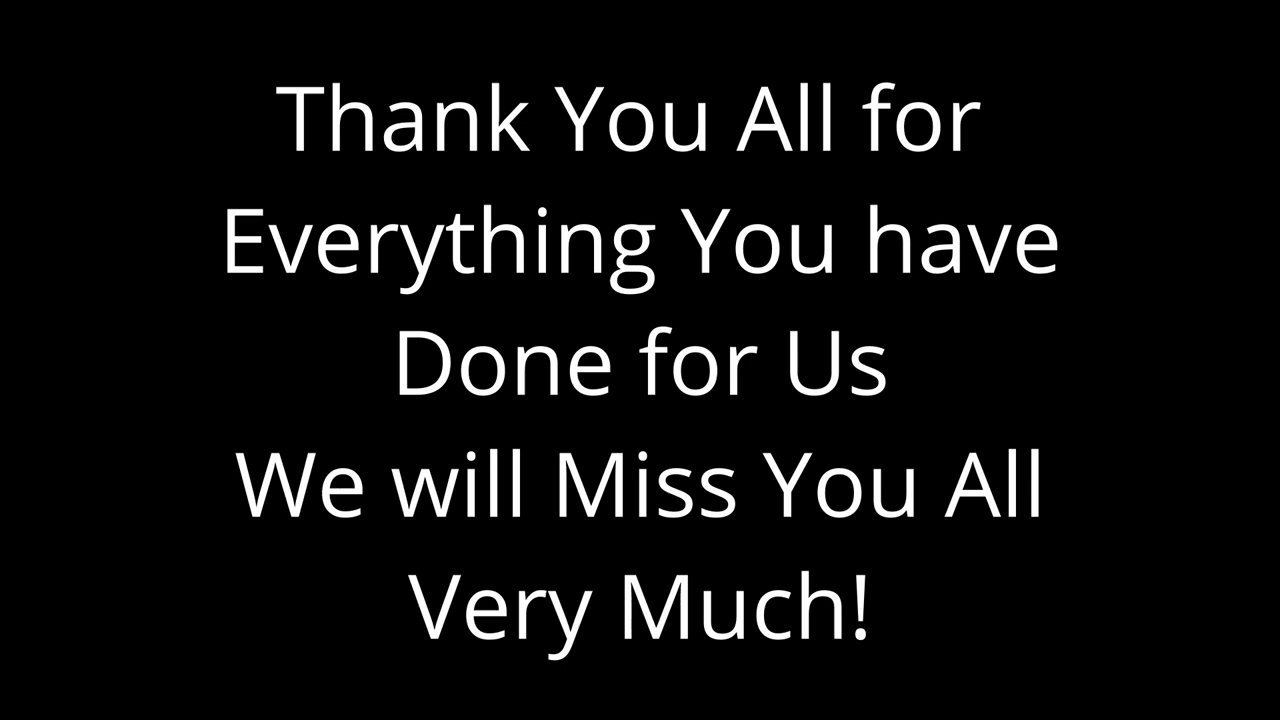 Thank You All for
Everything You have
Done for Us
We will Miss You All
Very Much!